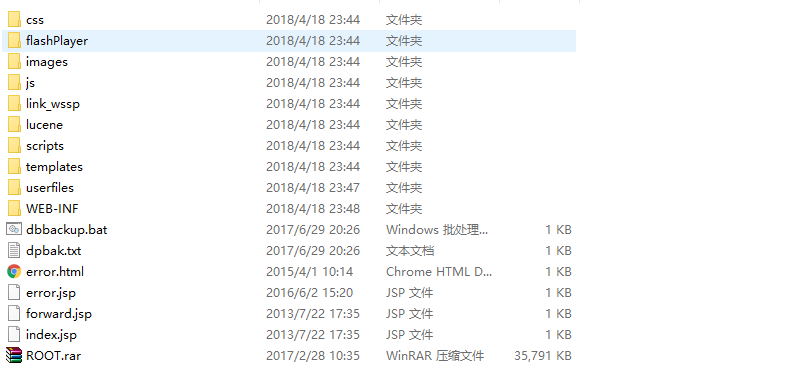 css 2018/4/18 23:44 文件夹
flashPlayer 2018/4/18 23:44 文件夹
images 2018/4/18 23:44 文件夹
js 2018/4/18 23:44 文件夹
link_wssp 2018/4/18 23:44 文件夹
lucene 2018/4/18 23:44 文件夹
scripts 2018/4/18 23:44 文件夹
templates 2018/4/18 23:44 文件夹
userfiles 2018/4/18 23:47 文件夹
WEB-INF 2018/4/18 23:48 文件夹
dbbackup.bat 2017/6/29 20:26 Windows 批处理... 1 KB
dpbak.txt 2017/6/29 20:26 文本文档 1 KB
error.html 2015/4/1 10:14 Chrome HTML D... 1 KB
error.jsp 2016/6/2 15:20 JSP 文件 1 KB
forward.jsp 2013/7/22 17:35 JSP 文件 1 KB
index.jsp 2013/7/22 17:35 JSP 文件 1 KB
ROOT.rar 2017/2/28 10:35 WinRAR 压缩文件 35,791 KB